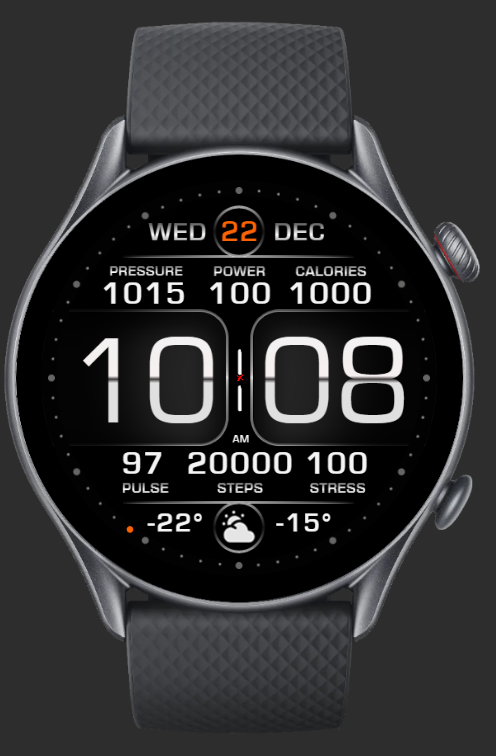 WED 22 DEC
PRESSURE POWER CALORIES
1015 100 1000
10 08
AM
97 20000 100
PULSE STEPS STRESS
-22° -15°